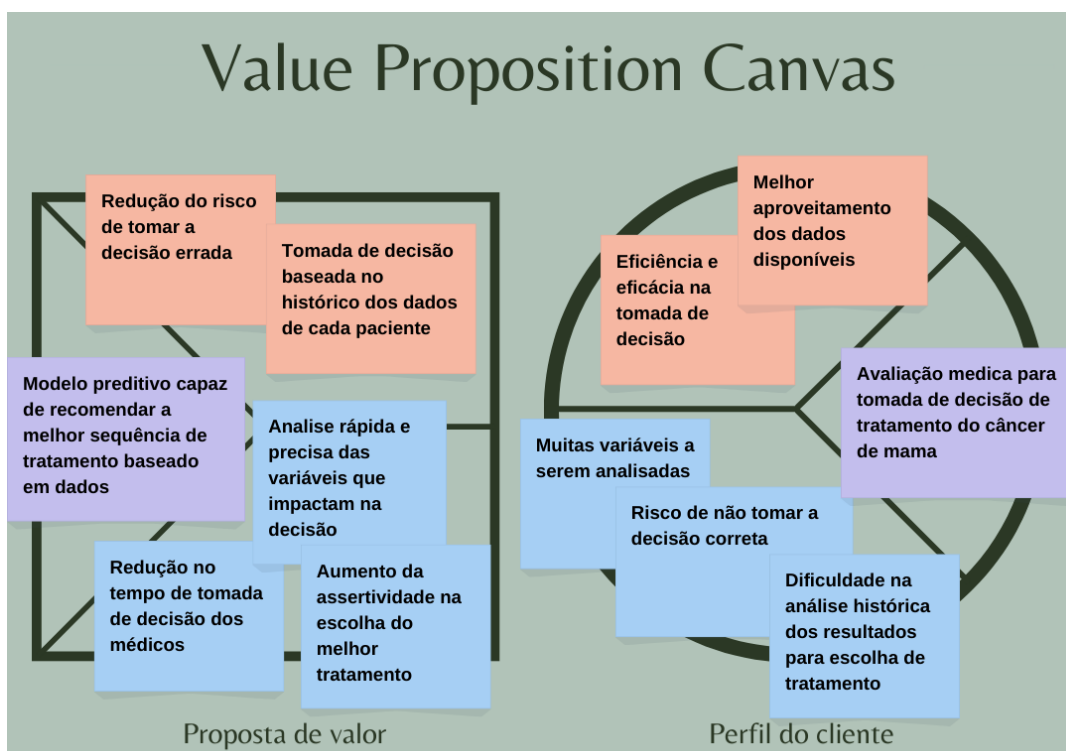 Value Proposition Canvas
Redução do risco
de tomar a
decisão errada
Tomada de decisão
baseada no
histórico dos dados
de cada paciente
Modelo preditivo capaz
de recomendar a
melhor sequência de
tratamento baseado
em dados
Analise rápida e
precisa das
variáveis que
impactam na
decisão
Redução no
tempo de tomada
de decisão dos
médicos
Aumento da
assertividade na
escolha do
melhor
tratamento
Proposta de valor
Melhor
aproveitamento
dos dados
disponíveis
Eficiência e
eficácia na
tomada de
decisão
Avaliação medica para
tomada de decisão de
tratamento do câncer
de mama
Muitas variáveis a
serem analisadas
Risco de não tomar a
decisão correta
Dificuldade na
análise histórica
dos resultados
para escolha de
tratamento
Perfil do cliente